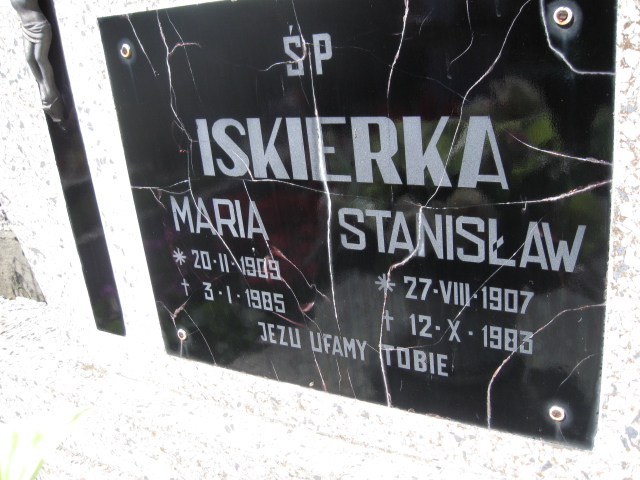 ŚP
ISKIERKA
MARIA STANISŁAW
* 20·II·1909 * 27·VIII·1907
† 3·I·1985 † 12·X·1983
JEZU UFAMY TOBIE